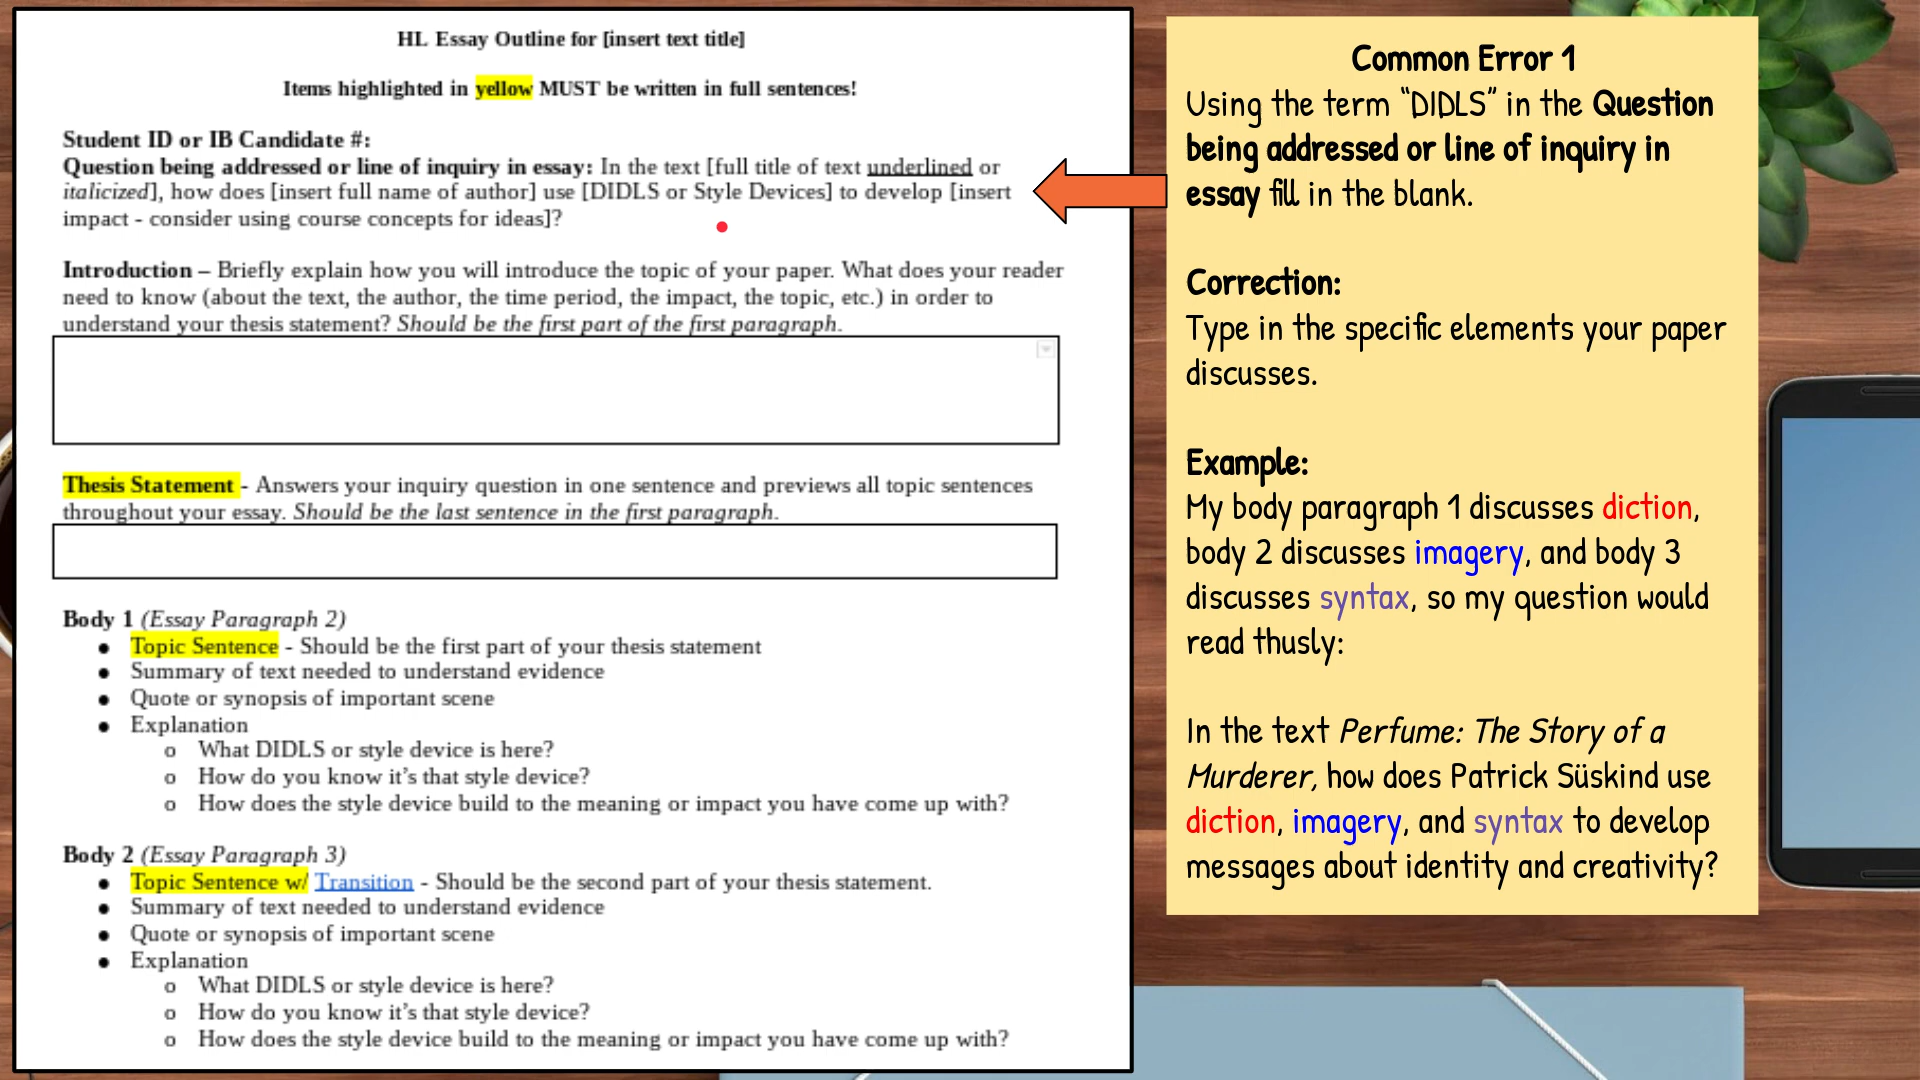 HL Essay Outline for [insert text title]
Items highlighted in yellow MUST be written in full sentences!
Student ID or IB Candidate #:
Question being addressed or line of inquiry in essay: In the text [full title of text underlined or
italicized], how does [insert full name of author] use [DIDLS or Style Devices] to develop [insert
impact - consider using course concepts for ideas]?
Introduction – Briefly explain how you will introduce the topic of your paper. What does your reader
need to know (about the text, the author, the time period, the impact, the topic, etc.) in order to
understand your thesis statement? Should be the first part of the first paragraph.
Thesis Statement - Answers your inquiry question in one sentence and previews all topic sentences
throughout your essay. Should be the last sentence in the first paragraph.
Body 1 (Essay Paragraph 2)
● Topic Sentence - Should be the first part of your thesis statement
● Summary of text needed to understand evidence
● Quote or synopsis of important scene
● Explanation
o What DIDLS or style device is here?
o How do you know it's that style device?
o How does the style device build to the meaning or impact you have come up with?
Body 2 (Essay Paragraph 3)
● Topic Sentence w/ Transition - Should be the second part of your thesis statement.
● Summary of text needed to understand evidence
● Quote or synopsis of important scene
● Explanation
o What DIDLS or style device is here?
o How do you know it's that style device?
o How does the style device build to the meaning or impact you have come up with?
Common Error 1
Using the term “DIDLS” in the Question
being addressed or line of inquiry in
essay fill in the blank.
Correction:
Type in the specific elements your paper
discusses.
Example:
My body paragraph 1 discusses diction,
body 2 discusses imagery, and body 3
discusses syntax, so my question would
read thusly:
In the text Perfume: The Story of a
Murderer, how does Patrick Süskind use
diction, imagery, and syntax to develop
messages about identity and creativity?